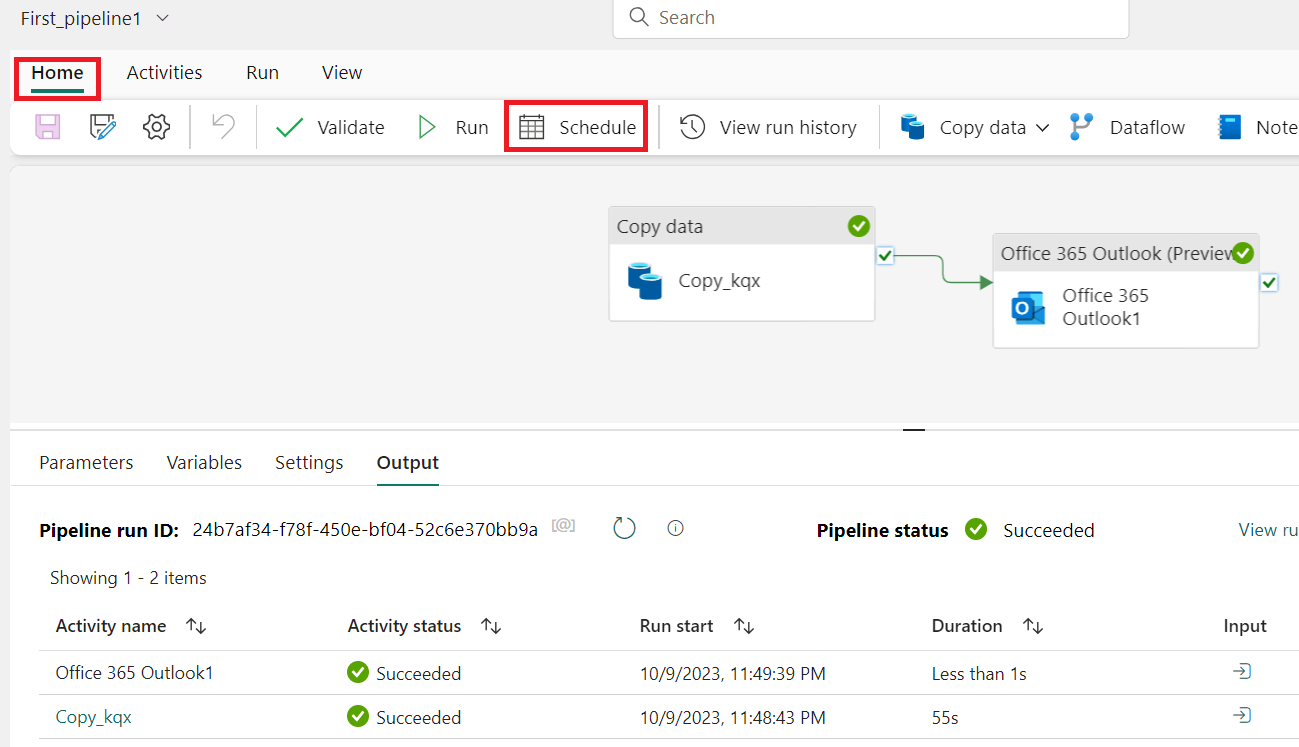 First_pipeline1
Search
Home Activities Run View
Validate Run Schedule View run history Copy data Dataflow Note
Copy data
Copy_kqx
Office 365 Outlook (Preview
Office 365
Outlook1
Parameters Variables Settings Output
Pipeline run ID: 24b7af34-f78f-450e-bf04-52c6e370bb9a [@] Pipeline status Succeeded View ru
Showing 1 - 2 items
Activity name Activity status Run start Duration Input
Office 365 Outlook1 Succeeded 10/9/2023, 11:49:39 PM Less than 1s
Copy_kqx Succeeded 10/9/2023, 11:48:43 PM 55s